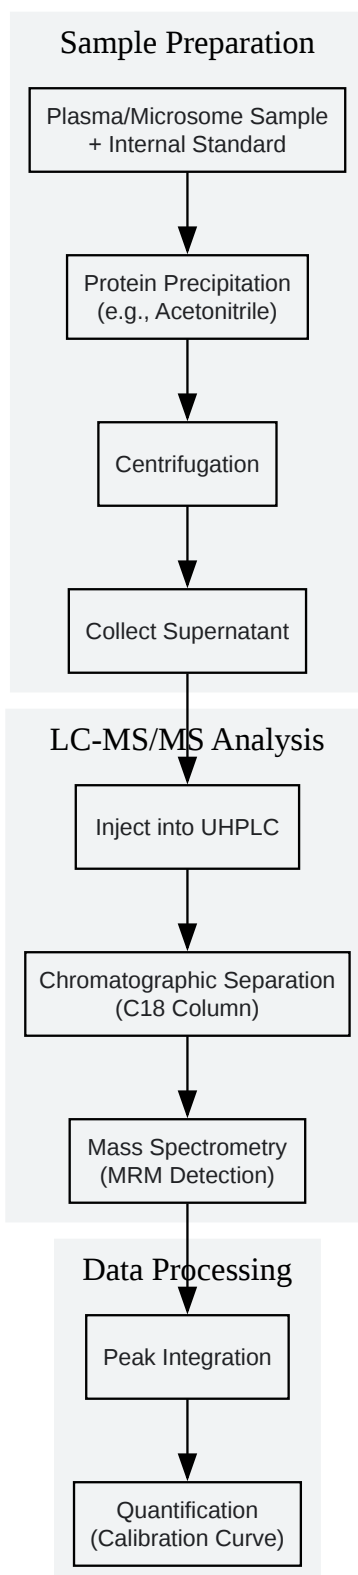 Sample Preparation
Plasma/Microsome Sample
+ Internal Standard
Protein Precipitation
(e.g., Acetonitrile)
Centrifugation
Collect Supernatant
LC-MS/MS Analysis
Inject into UHPLC
Chromatographic Separation
(C18 Column)
Mass Spectrometry
(MRM Detection)
Data Processing
Peak Integration
Quantification
(Calibration Curve)